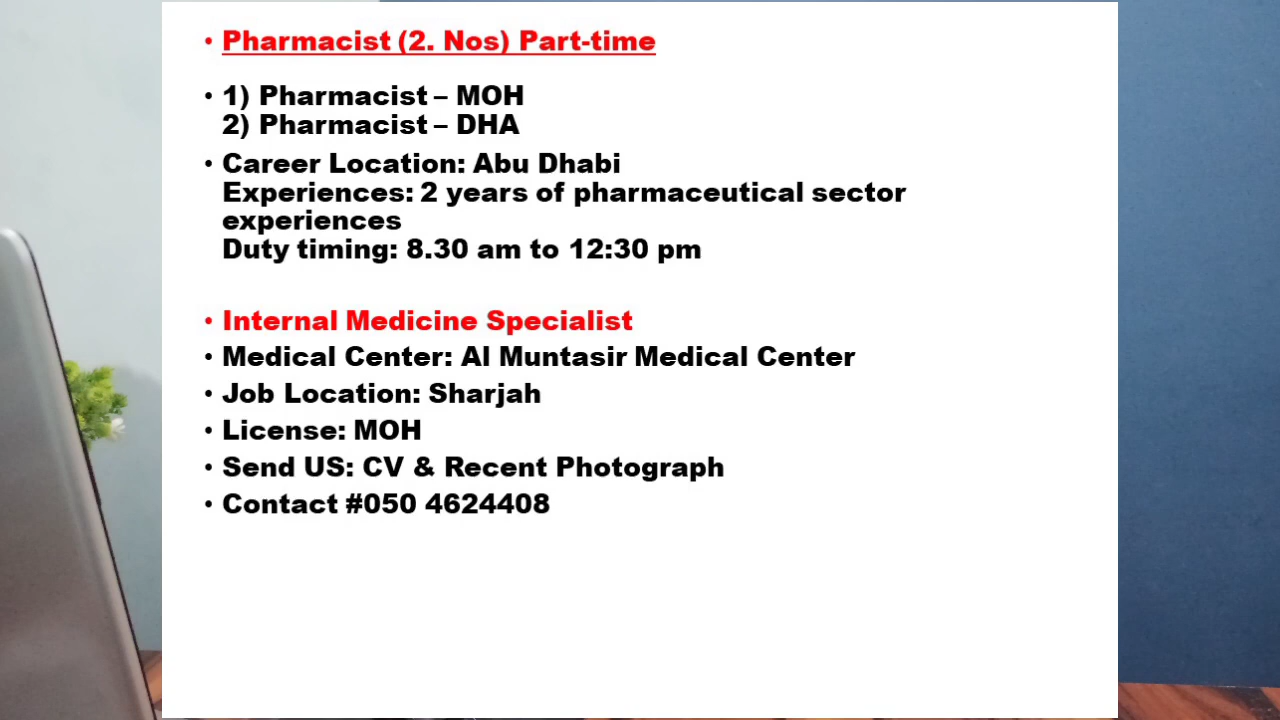 • Pharmacist (2. Nos) Part-time
• 1) Pharmacist – MOH
2) Pharmacist – DHA
• Career Location: Abu Dhabi
Experiences: 2 years of pharmaceutical sector
experiences
Duty timing: 8.30 am to 12:30 pm
• Internal Medicine Specialist
• Medical Center: Al Muntasir Medical Center
• Job Location: Sharjah
• License: MOH
• Send US: CV & Recent Photograph
• Contact #050 4624408